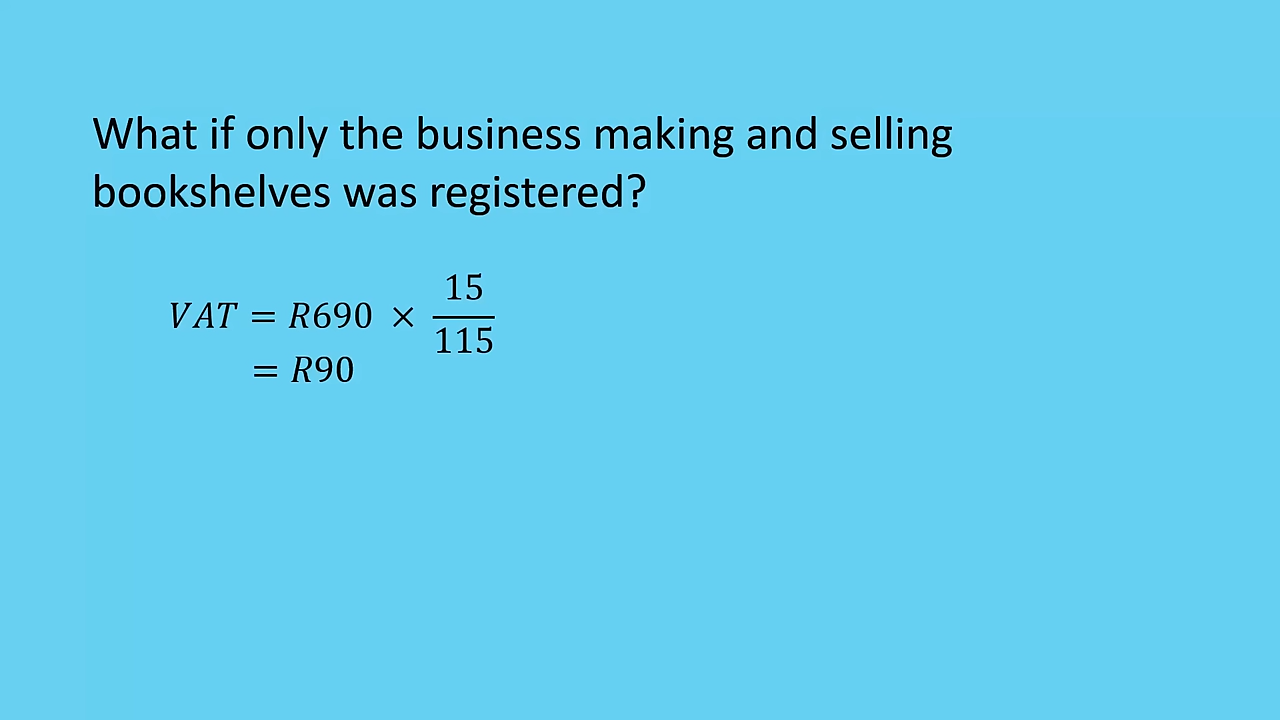 What if only the business making and selling
bookshelves was registered?
VAT = R690 × 15/115
= R90